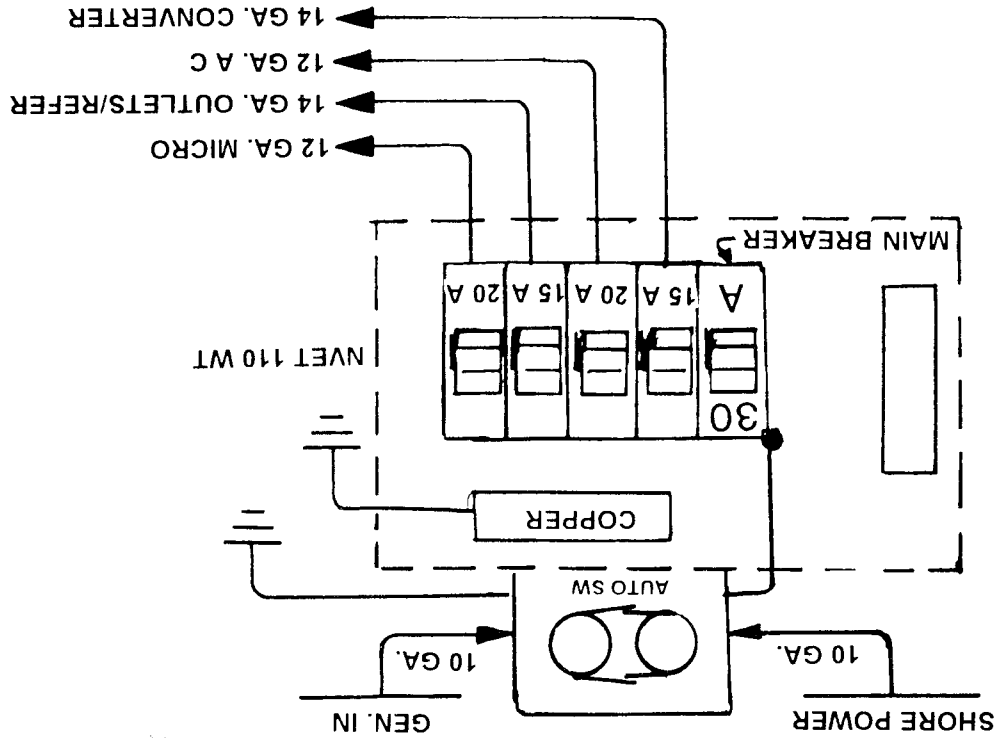 SHORE POWER
GEN. IN
10 GA.
10 GA.
AUTO SW
COPPER
30
A
15 A
20 A
15 A
20 A
NVET 110 WT
MAIN BREAKER
12 GA. MICRO
14 GA. OUTLETS/REFER
12 GA. A C
14 GA. CONVERTER